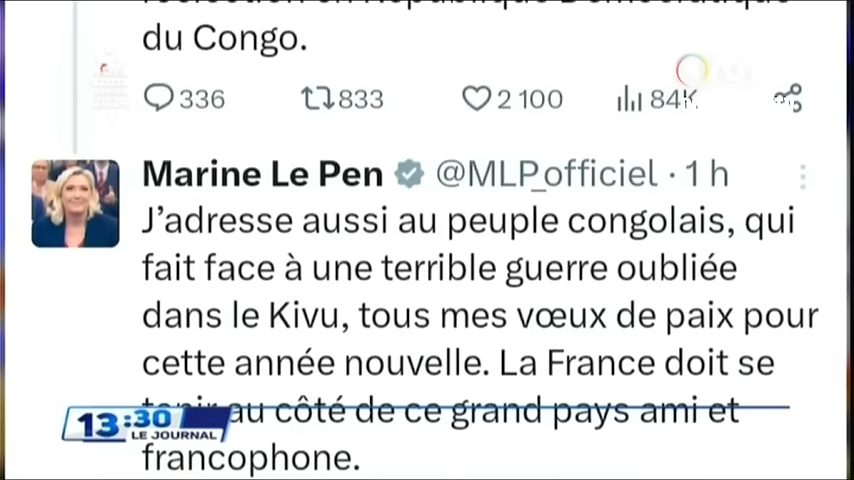 du Congo.
336 833 2 100 84K
Marine Le Pen @MLP_officiel · 1 h
J'adresse aussi au peuple congolais, qui
fait face à une terrible guerre oubliée
dans le Kivu, tous mes vœux de paix pour
cette année nouvelle. La France doit se
au côté de ce grand pays ami et
13:30
LE JOURNAL
francophone.